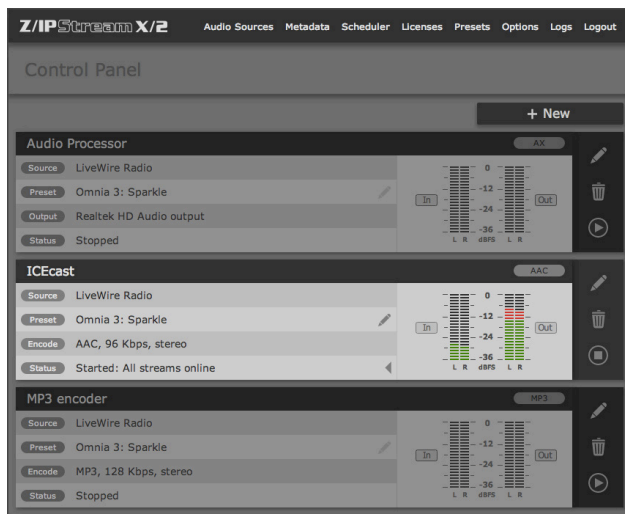 Z/IPStream X/2 Audio Sources Metadata Scheduler Licenses Presets Options Logs Logout
Control Panel
+ New
Audio Processor AX
Source LiveWire Radio
Preset Omnia 3: Sparkle
Output Realtek HD Audio output
Status Stopped
In 0 -12 -24 -36 Out
L R dBFS L R
ICEcast AAC
Source LiveWire Radio
Preset Omnia 3: Sparkle
Encode AAC, 96 Kbps, stereo
Status Started: All streams online
In 0 -12 -24 -36 Out
L R dBFS L R
MP3 encoder MP3
Source LiveWire Radio
Preset Omnia 3: Sparkle
Encode MP3, 128 Kbps, stereo
Status Stopped
In 0 -12 -24 -36 Out
L R dBFS L R